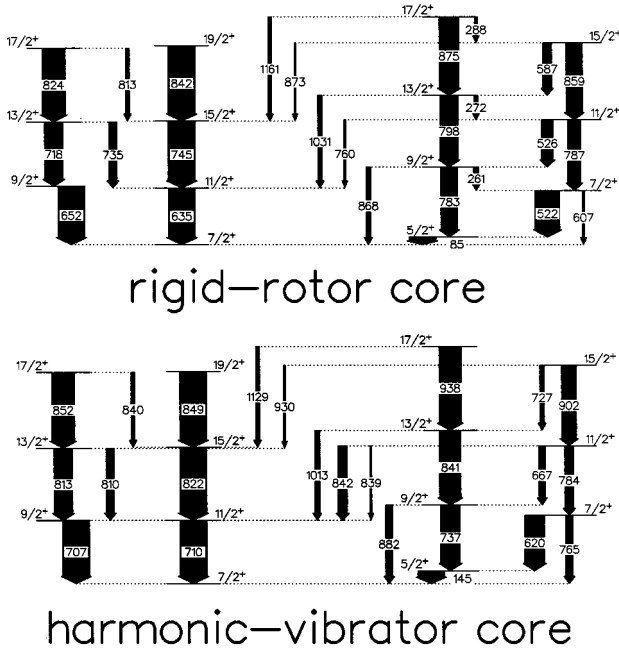 17/2+
288
17/2+ 19/2+ 15/2+
824 813 842 1161 873 875 587 859
13/2+ 15/2+ 13/2+ 272 11/2+
718 735 745 1031 760 798 526 787
9/2+ 11/2+ 9/2+ 261 7/2+
652 635 868 783 522 607
7/2+ 5/2+ 85
rigid-rotor core
17/2+
17/2+ 19/2+ 15/2+
852 840 849 1129 930 938 727 902
13/2+ 15/2+ 13/2+ 11/2+
813 810 822 1013 842 839 841 667 784
9/2+ 11/2+ 9/2+ 7/2+
707 710 882 737 620 765
7/2+ 5/2+ 145
harmonic-vibrator core